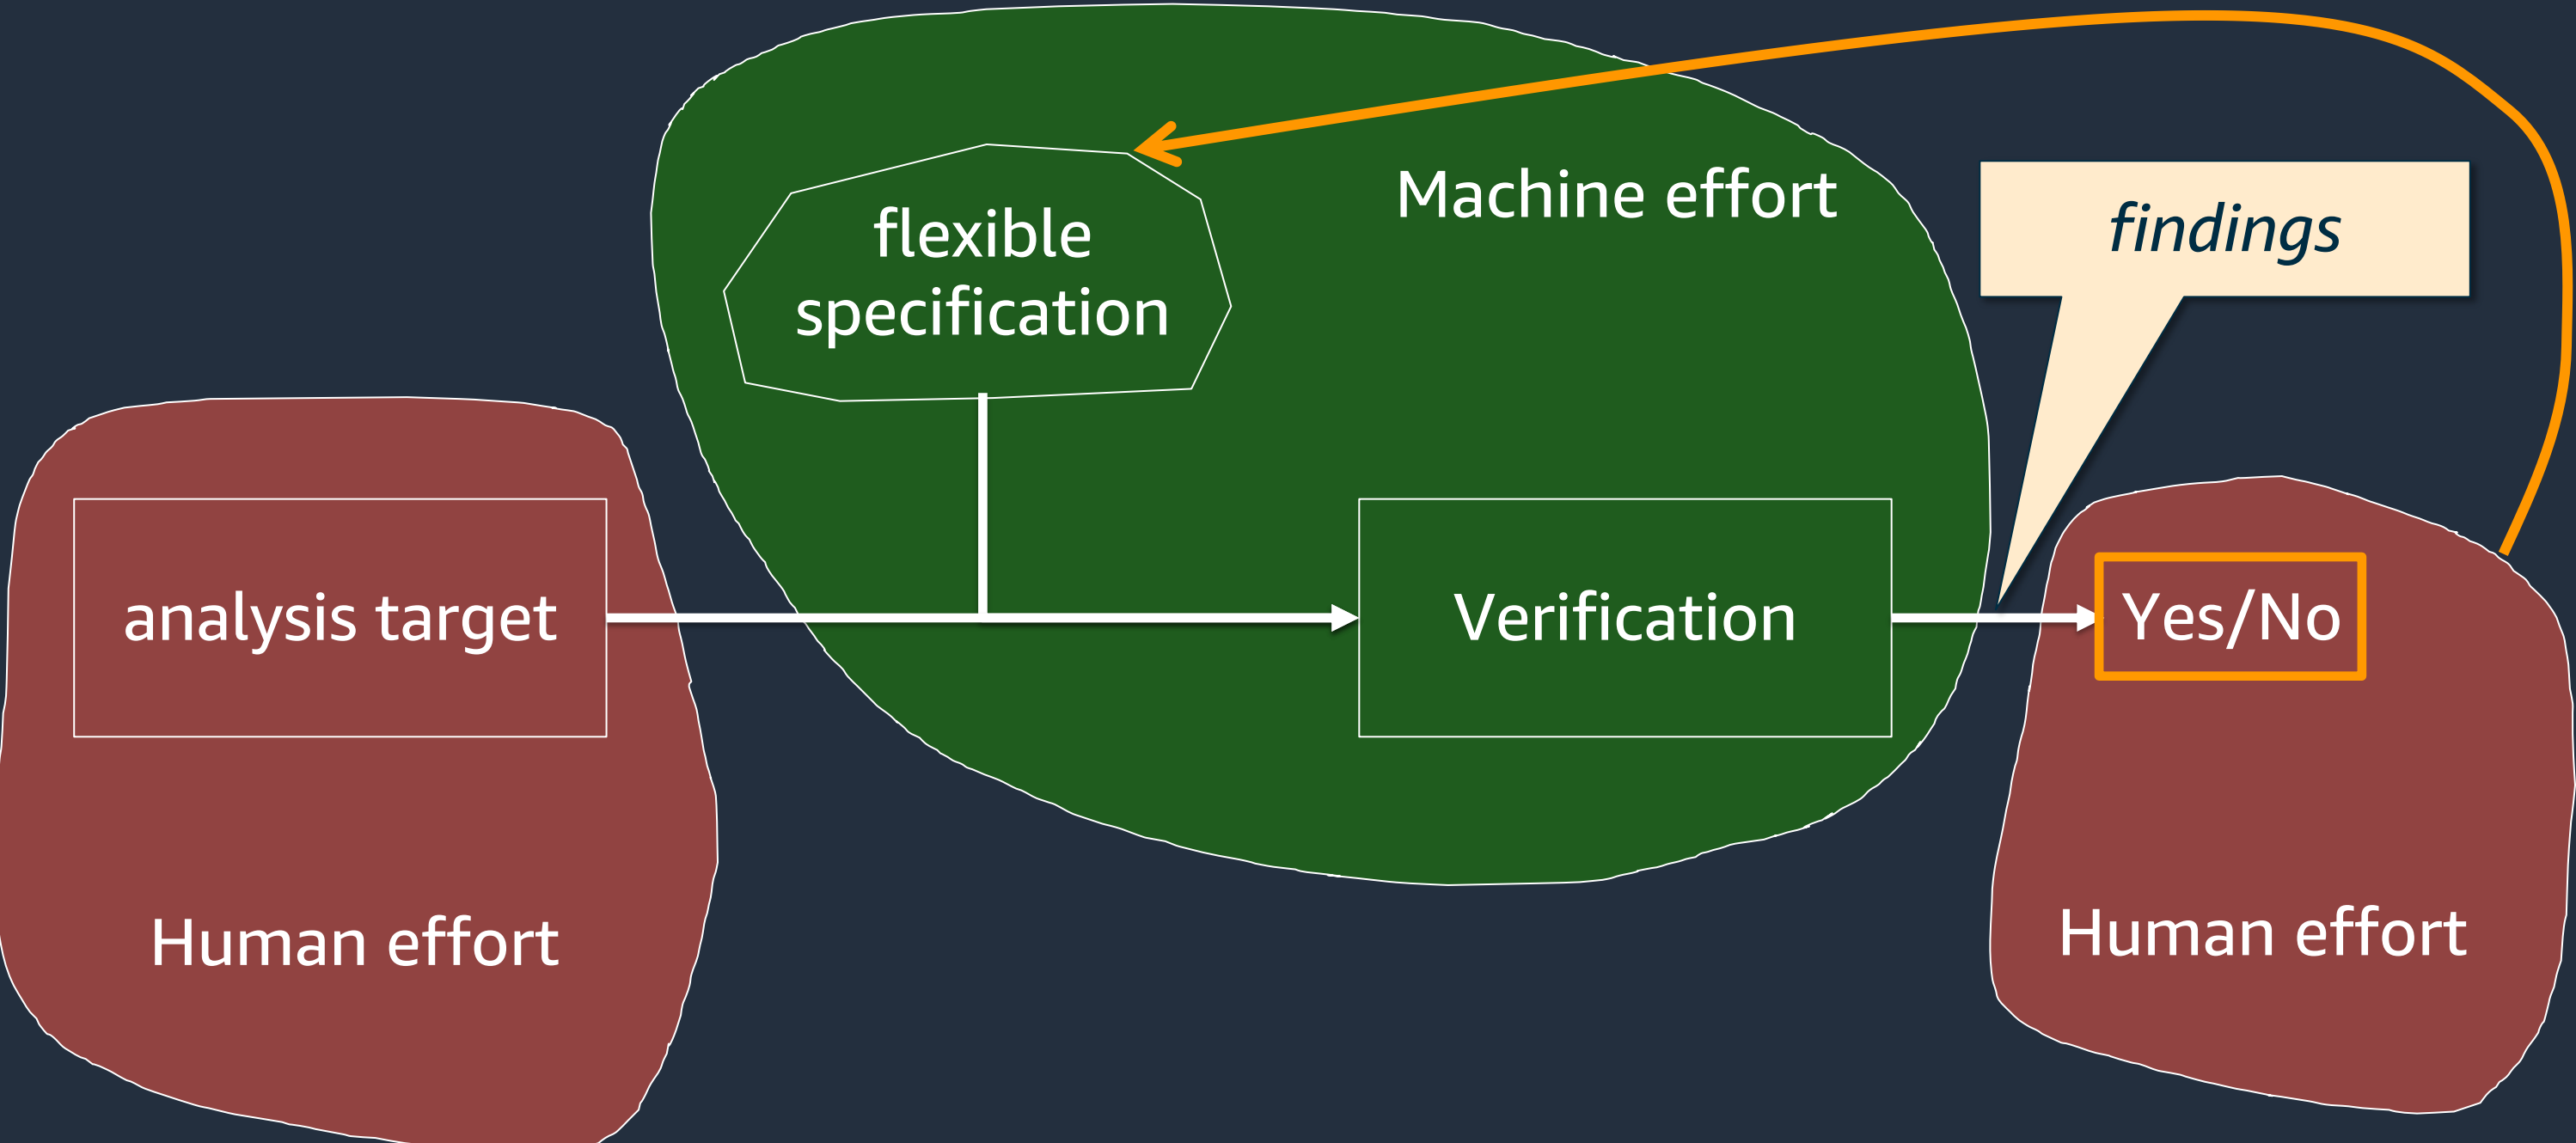 flexible
specification
Machine effort
findings
analysis target
Verification
Yes/No
Human effort
Human effort